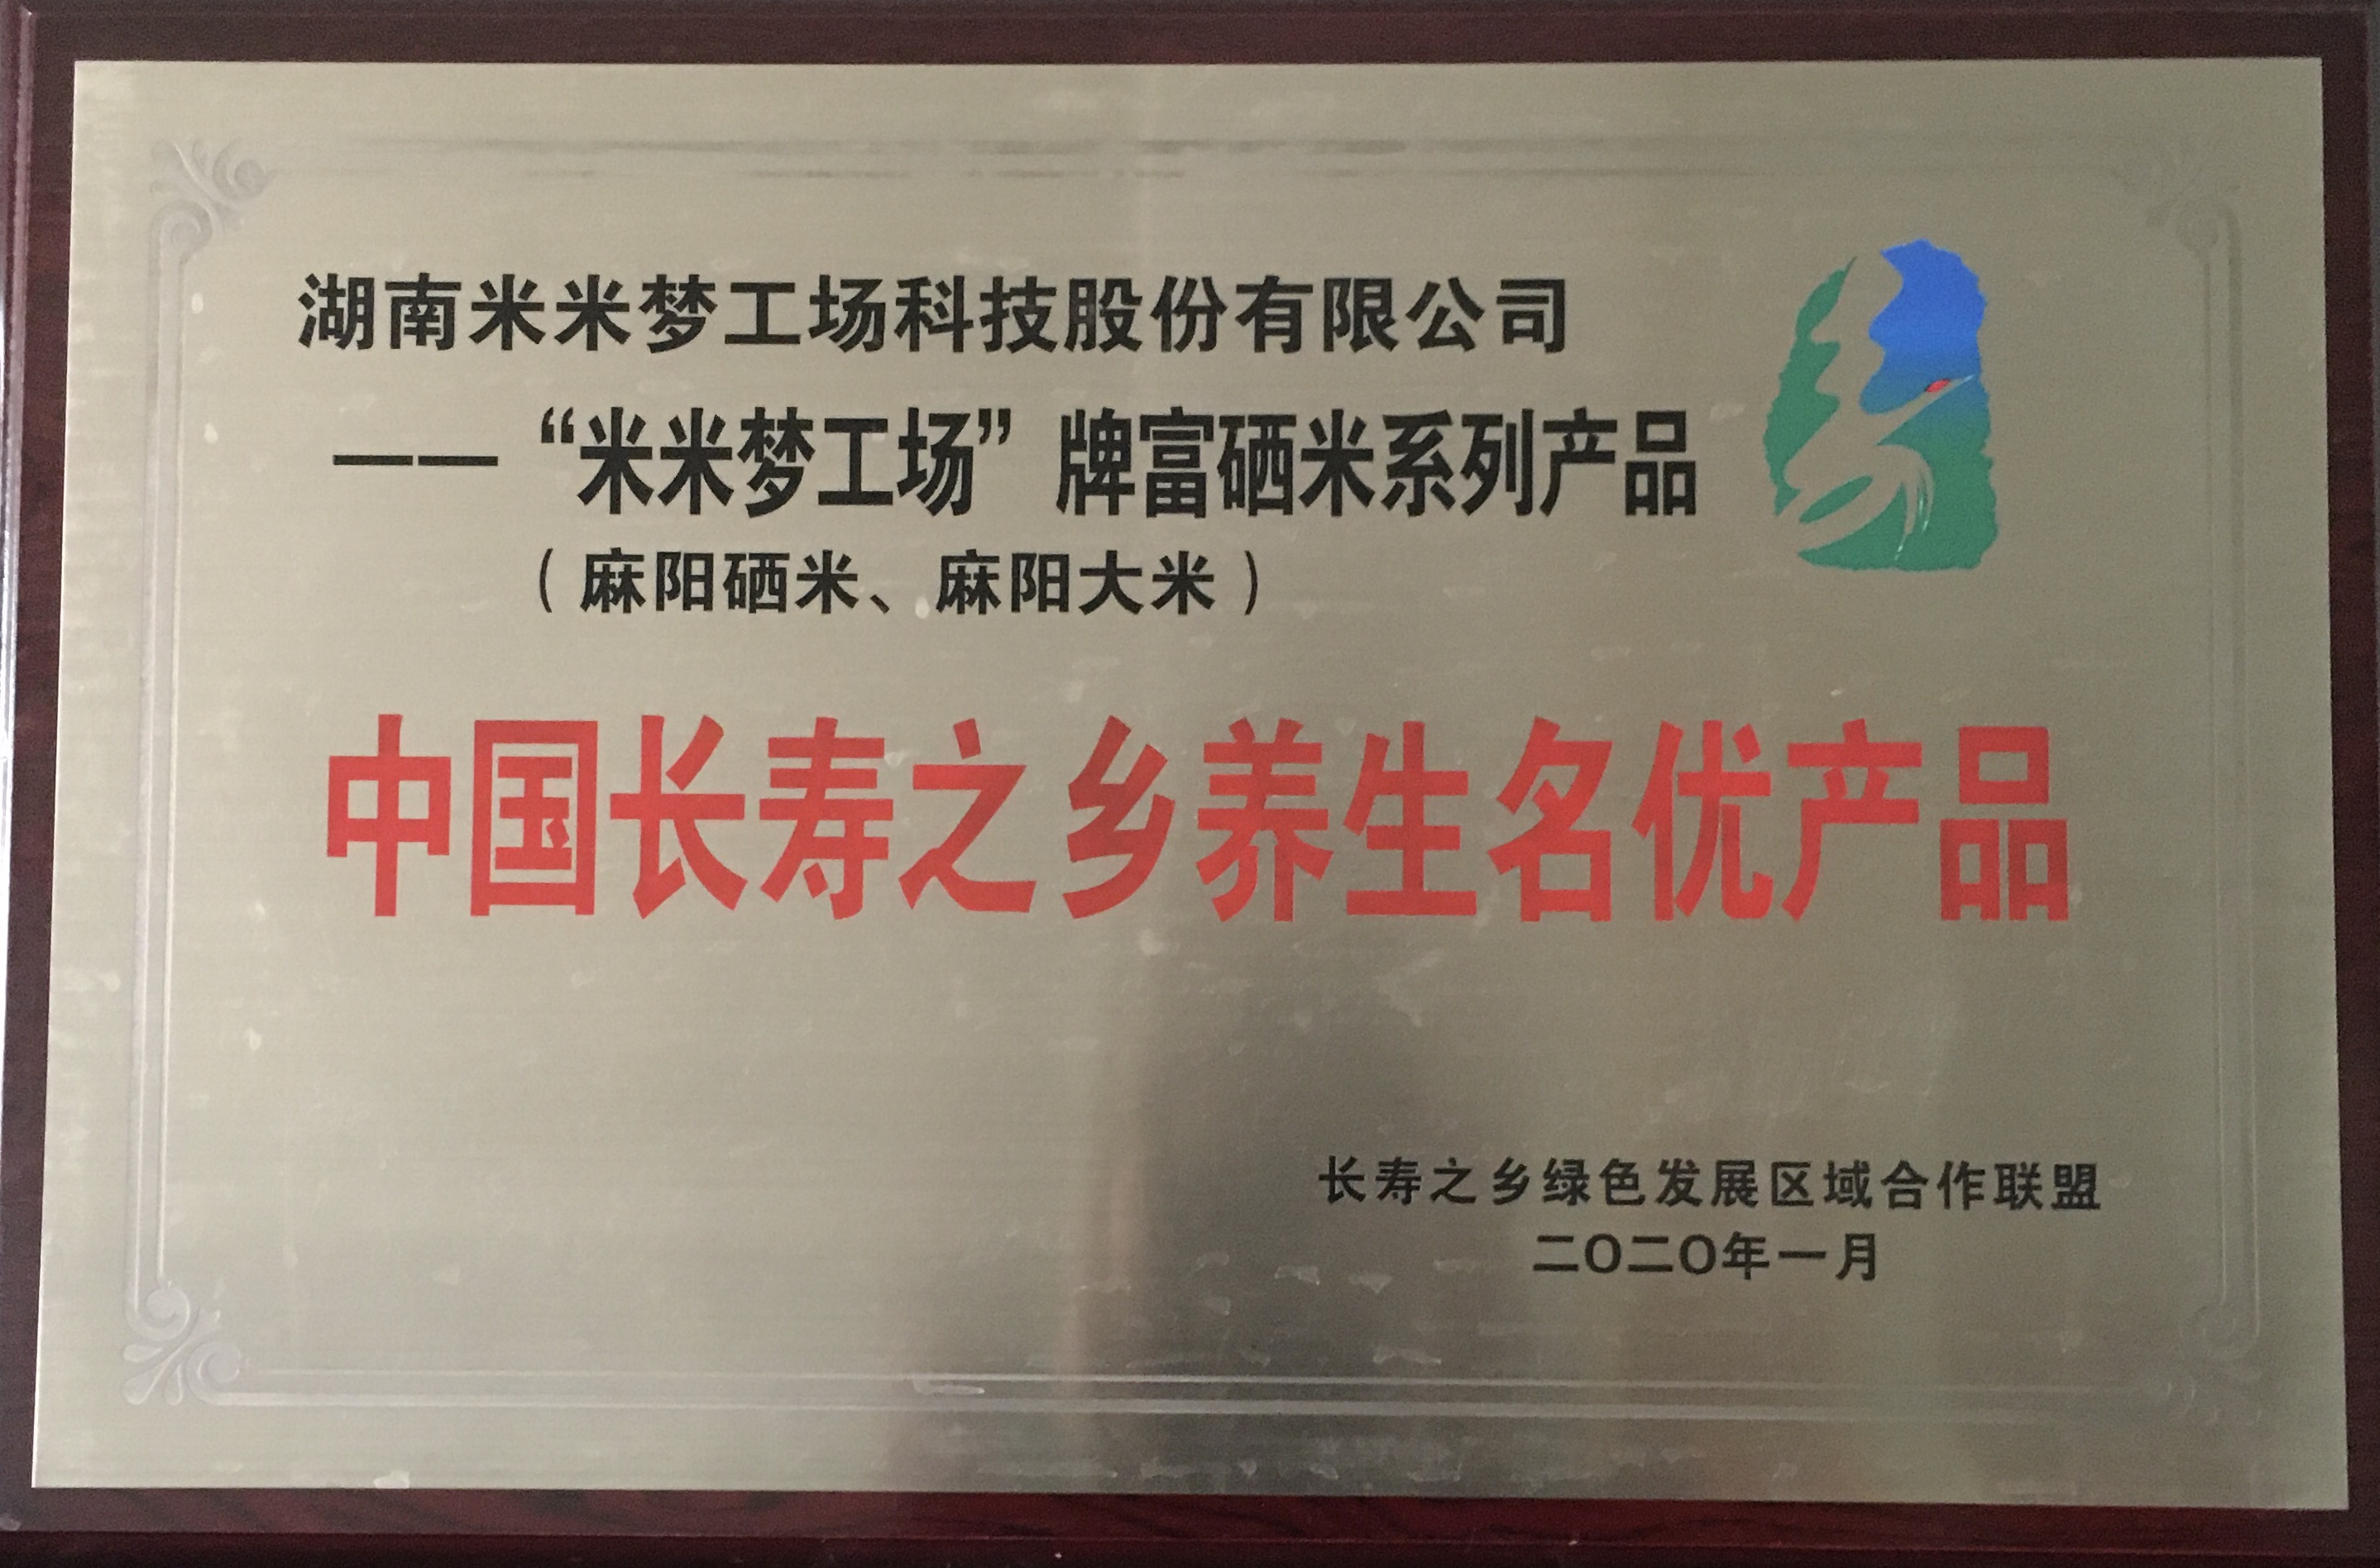 湖南米米梦工场科技股份有限公司
——“米米梦工场”牌富硒米系列产品
（麻阳硒米、麻阳大米）
中国长寿之乡养生名优产品
长寿之乡绿色发展区域合作联盟
二〇二〇年一月